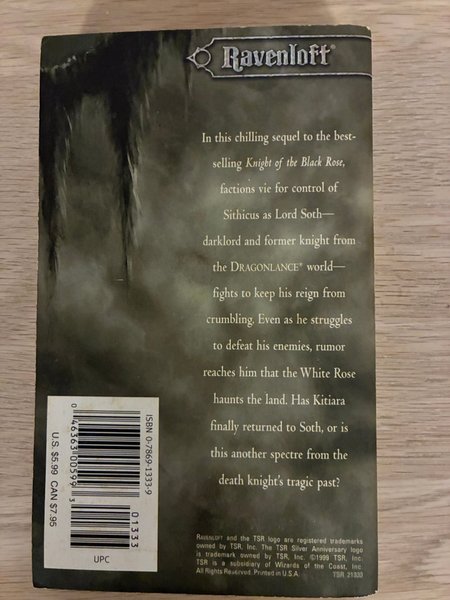 Ravenloft®
In this chilling sequel to the best-
selling Knight of the Black Rose,
factions vie for control of
Sithicus as Lord Soth—
darklord and former knight from
the DRAGONLANCE® world—
fights to keep his reign from
crumbling. Even as he struggles
to defeat his enemies, rumor
reaches him that the White Rose
haunts the land. Has Kitiara
finally returned to Soth, or is
this another spectre from the
death knight's tragic past?
ISBN 0-7869-1333-9
0 46363 00599 3
01333
U.S. $5.99 CAN $7.95
UPC
RAVENLOFT and the TSR logo are registered trademarks
owned by TSR, Inc. The TSR Silver Anniversary logo
is trademark owned by TSR, Inc. ©1999 TSR, Inc.
TSR is a subsidiary of Wizards of the Coast, Inc.
All Rights Reserved. Printed in U.S.A.
TSR 21333